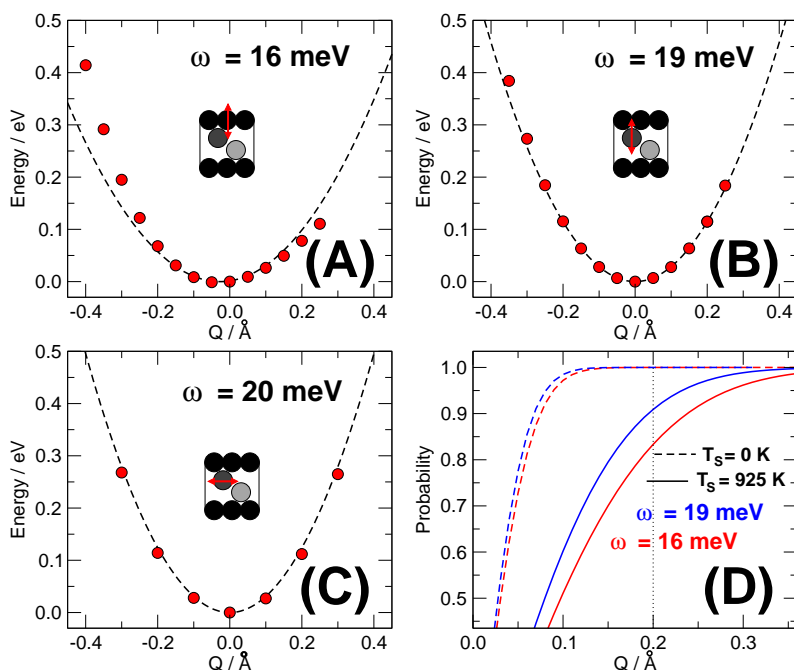 ω = 16 meV
0.5
0.4
0.3
0.2
0.1
0.0
Energy / eV
-0.4 -0.2 0.0 0.2 0.4
Q / Å
(A)
ω = 19 meV
0.5
0.4
0.3
0.2
0.1
0.0
Energy / eV
-0.4 -0.2 0.0 0.2 0.4
Q / Å
(B)
ω = 20 meV
0.5
0.4
0.3
0.2
0.1
0.0
Energy / eV
-0.4 -0.2 0.0 0.2 0.4
Q / Å
(C)
1.0
0.9
0.8
0.7
0.6
0.5
Probability
T_S = 0 K
T_S = 925 K
ω = 19 meV
ω = 16 meV
0.0 0.1 0.2 0.3
Q / Å
(D)